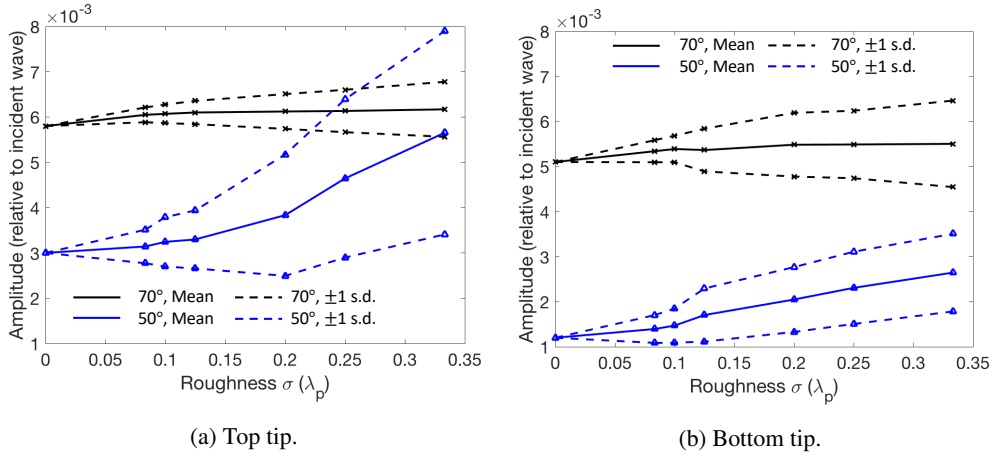 ×10⁻³
8
7
6
5
4
3
2
1
Amplitude (relative to incident wave)
70°, Mean
70°, ±1 s.d.
50°, Mean
50°, ±1 s.d.
0
0.05
0.1
0.15
0.2
0.25
0.3
0.35
Roughness σ (λp)
(a) Top tip.
×10⁻³
8
7
6
5
4
3
2
1
Amplitude (relative to incident wave)
70°, Mean
70°, ±1 s.d.
50°, Mean
50°, ±1 s.d.
0
0.05
0.1
0.15
0.2
0.25
0.3
0.35
Roughness σ (λp)
(b) Bottom tip.